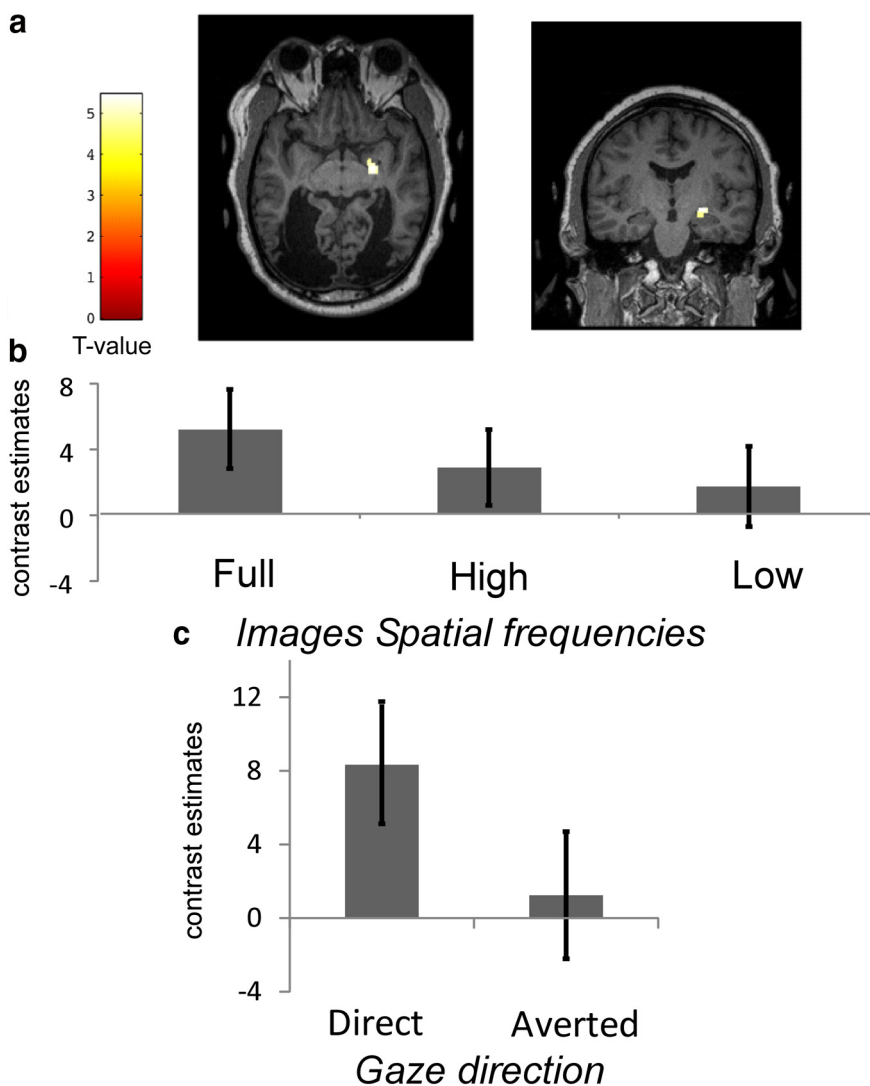 a
5
4
3
2
1
0
T-value
b
contrast estimates
8
4
0
-4
Full High Low
Images Spatial frequencies
c
contrast estimates
12
8
4
0
-4
Direct Averted
Gaze direction